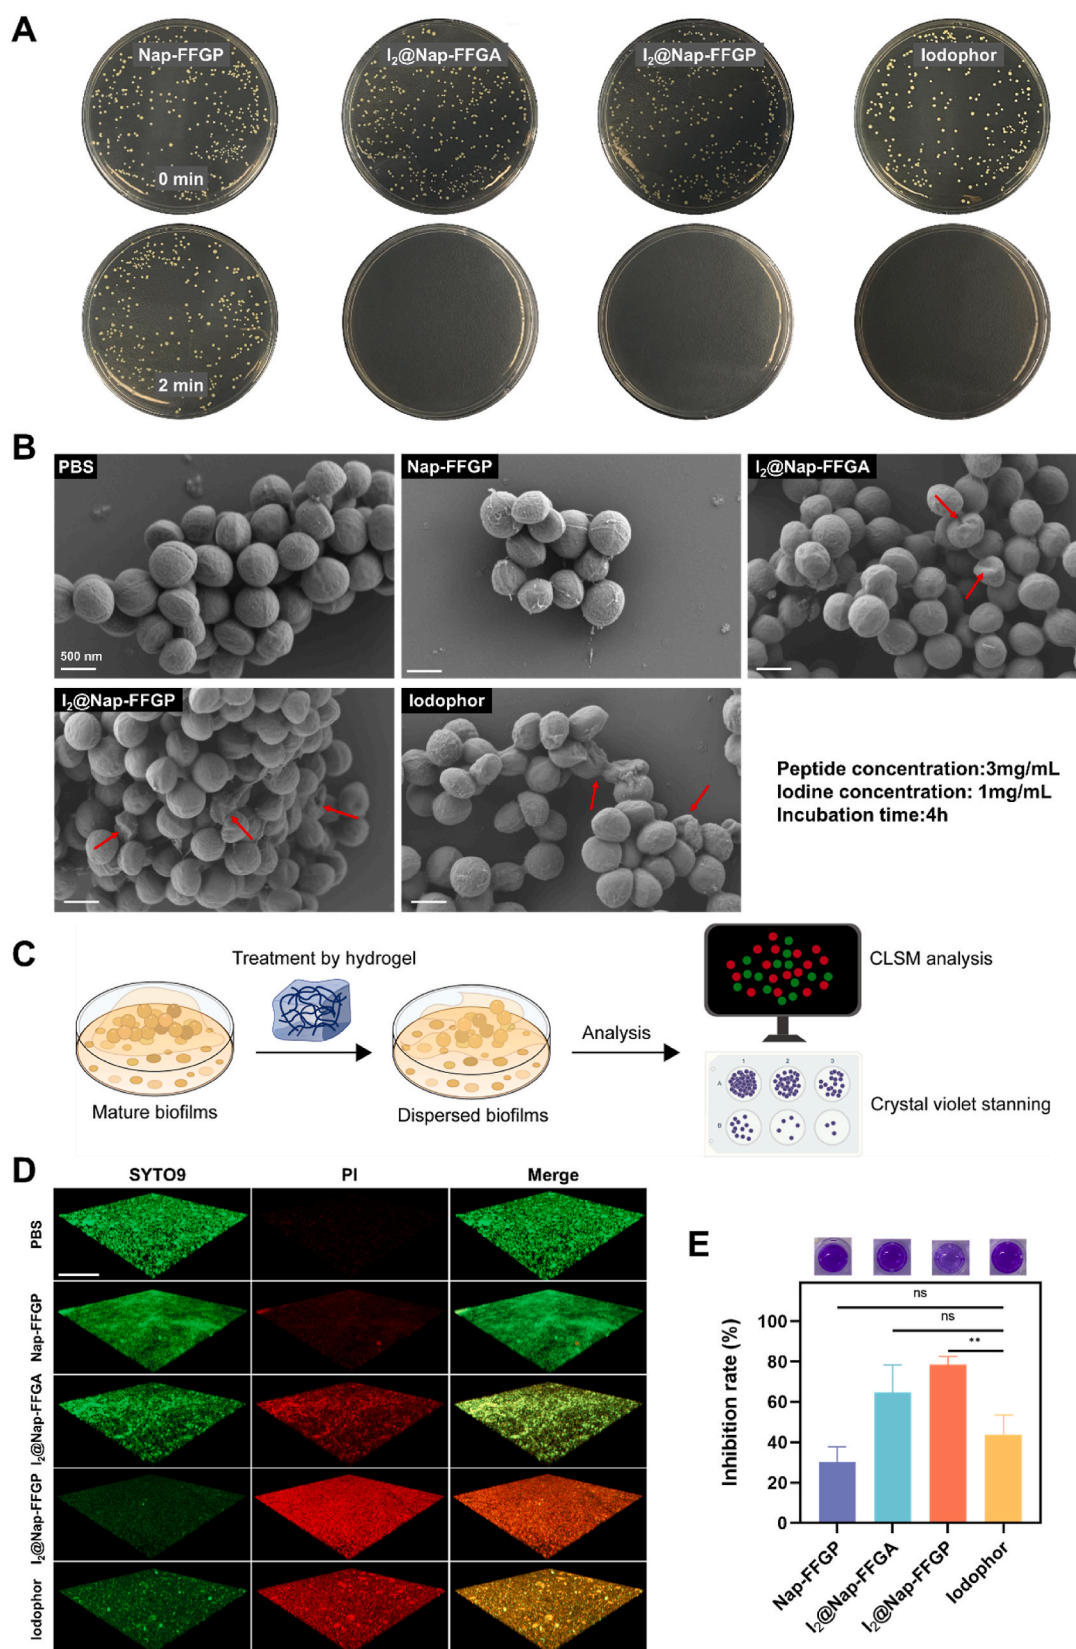 A
Nap-FFGP
I₂@Nap-FFGA
I₂@Nap-FFGP
Iodophor
0 min
2 min
B
PBS
Nap-FFGP
I₂@Nap-FFGA
500 nm
I₂@Nap-FFGP
Iodophor
Peptide concentration:3mg/mL
Iodine concentration: 1mg/mL
Incubation time:4h
C
Treatment by hydrogel
CLSM analysis
Analysis
1 2 3
A
B
Mature biofilms
Dispersed biofilms
Crystal violet stanning
D
SYTO9 PI Merge
PBS
Nap-FFGP
I₂@Nap-FFGA
I₂@Nap-FFGP
Iodophor
E
ns
ns
**
Inhibition rate (%)
100
80
60
40
20
0
Nap-FFGP
I₂@Nap-FFGA
I₂@Nap-FFGP
Iodophor